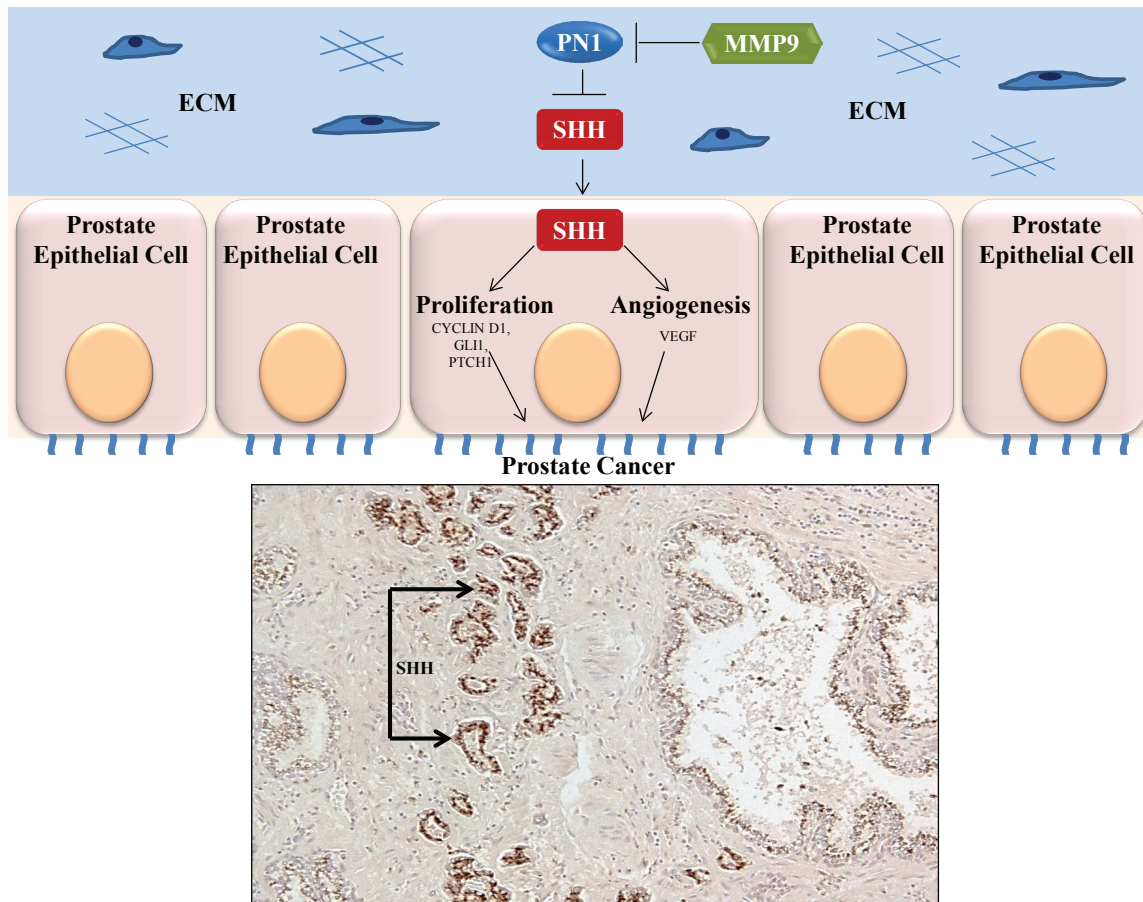 PN1
MMP9
ECM
SHH
ECM
Prostate
Epithelial Cell
Prostate
Epithelial Cell
SHH
Proliferation
CYCLIN D1,
GLI1,
PTCH1
Angiogenesis
VEGF
Prostate
Epithelial Cell
Prostate
Epithelial Cell
Prostate Cancer
SHH